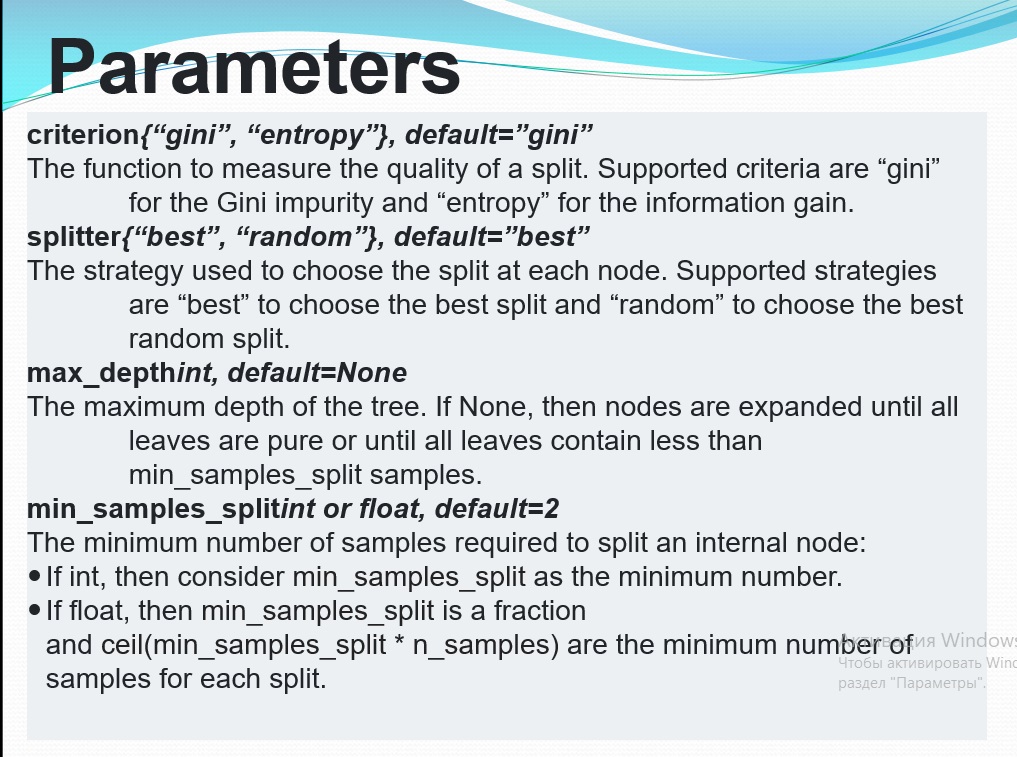 Parameters
criterion{“gini”, “entropy”}, default=”gini”
The function to measure the quality of a split. Supported criteria are “gini”
for the Gini impurity and “entropy” for the information gain.
splitter{“best”, “random”}, default=”best”
The strategy used to choose the split at each node. Supported strategies
are “best” to choose the best split and “random” to choose the best
random split.
max_depthint, default=None
The maximum depth of the tree. If None, then nodes are expanded until all
leaves are pure or until all leaves contain less than
min_samples_split samples.
min_samples_splitint or float, default=2
The minimum number of samples required to split an internal node:
•If int, then consider min_samples_split as the minimum number.
•If float, then min_samples_split is a fraction
and ceil(min_samples_split * n_samples) are the minimum number of
samples for each split.
Активация Windows
Чтобы активировать Wind
раздел "Параметры".